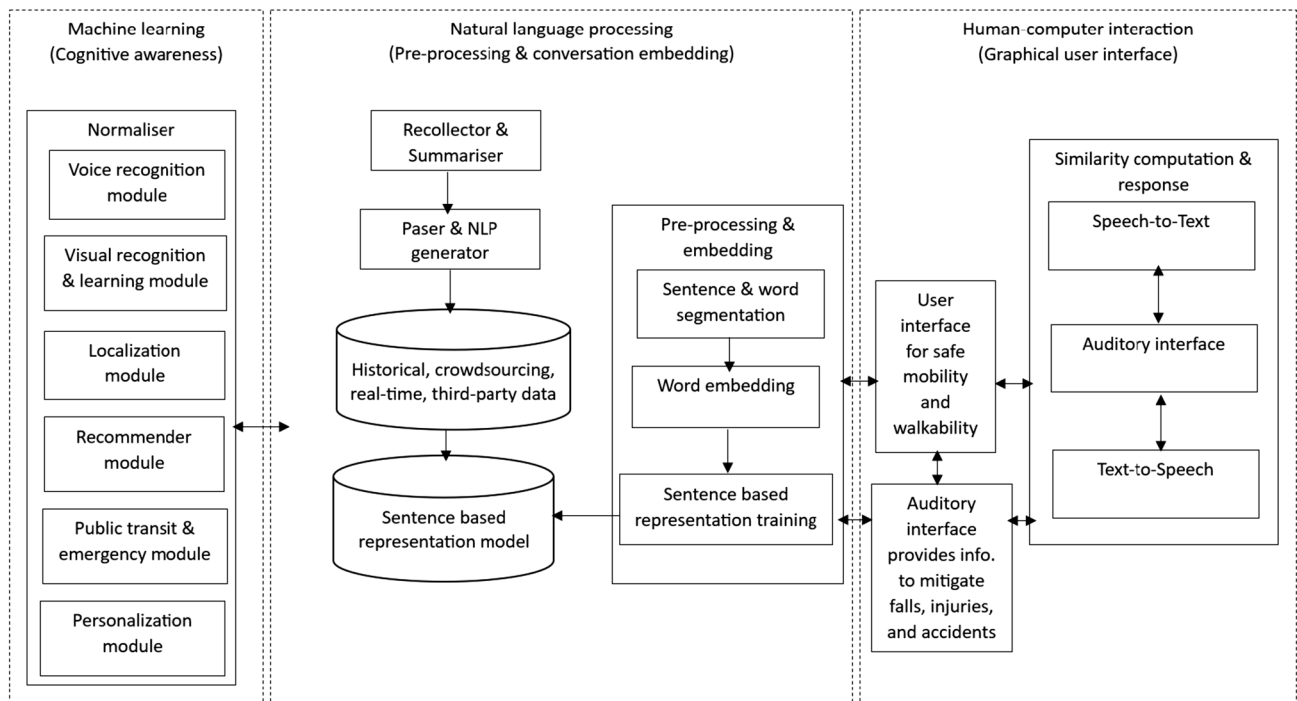 Machine learning
(Cognitive awareness)
Normaliser
Voice recognition
module
Visual recognition
& learning module
Localization
module
Recommender
module
Public transit &
emergency module
Personalization
module
Natural language processing
(Pre-processing & conversation embedding)
Recollector &
Summariser
Paser & NLP
generator
Historical, crowdsourcing,
real-time, third-party data
Sentence based
representation model
Pre-processing &
embedding
Sentence & word
segmentation
Word embedding
Sentence based
representation training
Human-computer interaction
(Graphical user interface)
User
interface
for safe
mobility
and
walkability
Auditory
interface
provides info.
to mitigate
falls, injuries,
and accidents
Similarity computation &
response
Speech-to-Text
Auditory interface
Text-to-Speech